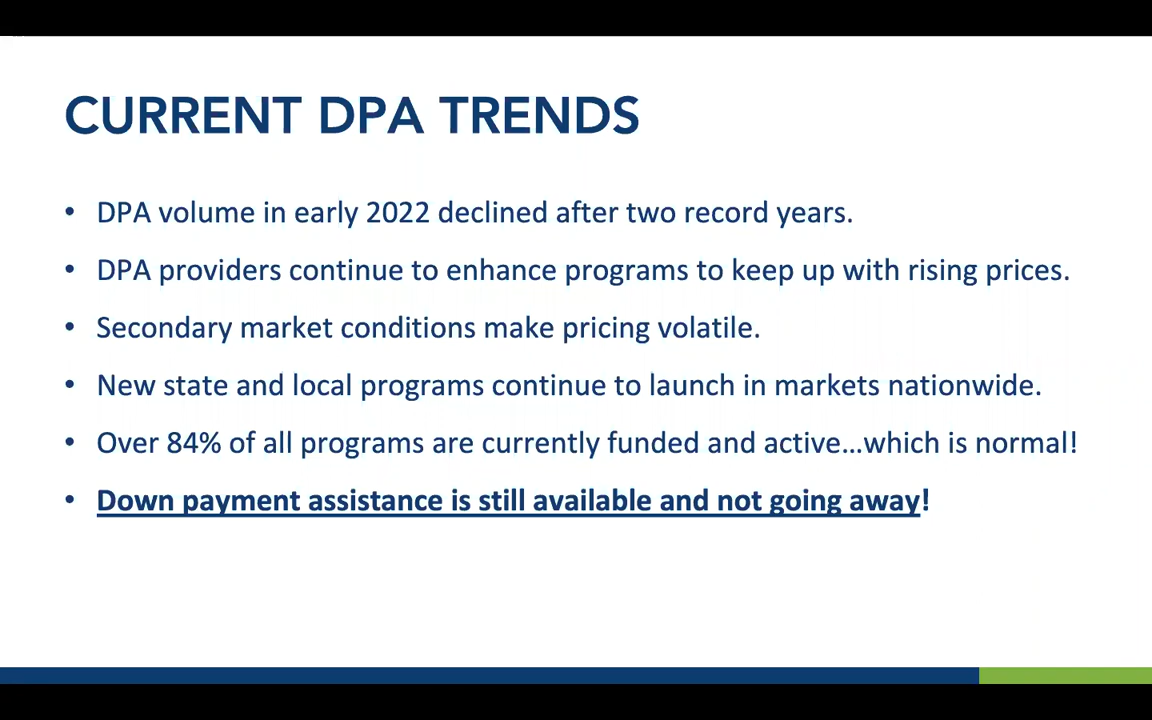 CURRENT DPA TRENDS
• DPA volume in early 2022 declined after two record years.
• DPA providers continue to enhance programs to keep up with rising prices.
• Secondary market conditions make pricing volatile.
• New state and local programs continue to launch in markets nationwide.
• Over 84% of all programs are currently funded and active…which is normal!
• Down payment assistance is still available and not going away!